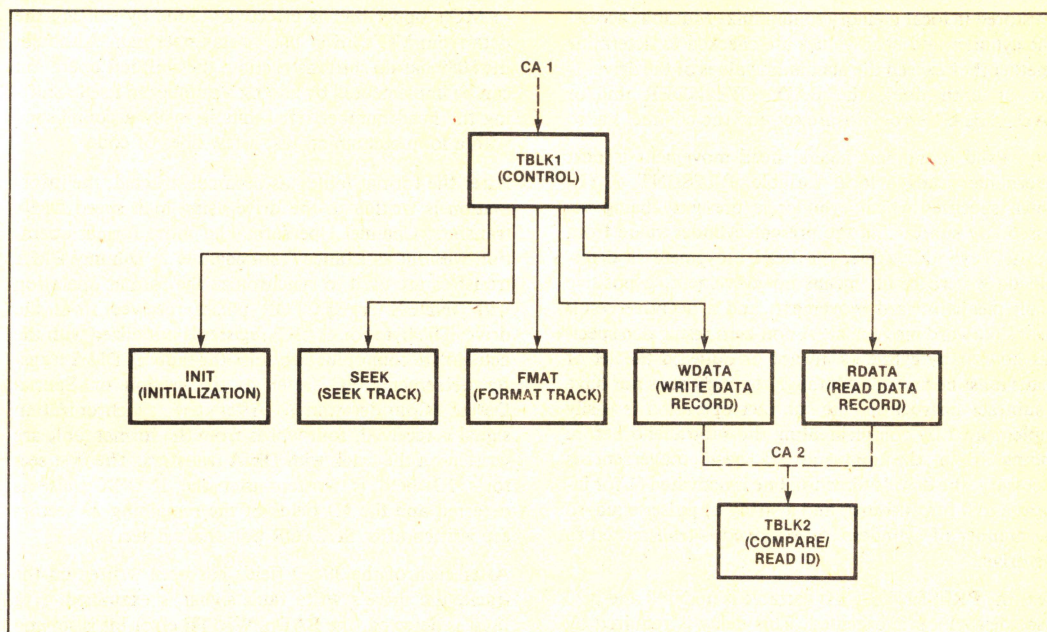 CA 1
TBLK1
(CONTROL)
INIT
(INITIALIZATION)
SEEK
(SEEK TRACK)
FMAT
(FORMAT TRACK)
WDATA
(WRITE DATA
RECORD)
RDATA
(READ DATA
RECORD)
CA 2
TBLK2
(COMPARE/
READ ID)